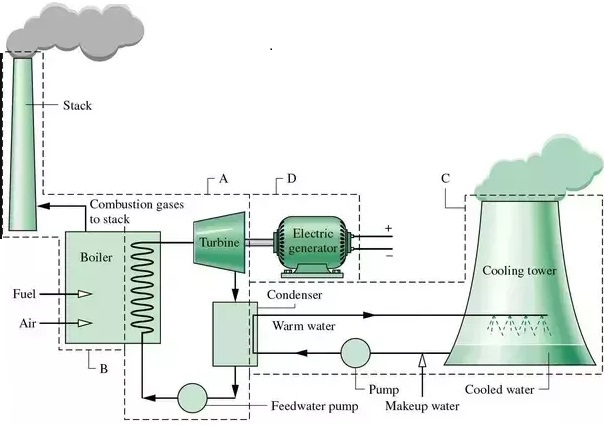 Stack
A
D
C
Combustion gases
to stack
Boiler
Turbine
Electric
generator
+
−
Cooling tower
Fuel
Air
Condenser
Warm water
B
Pump
Feedwater pump
Makeup water
Cooled water